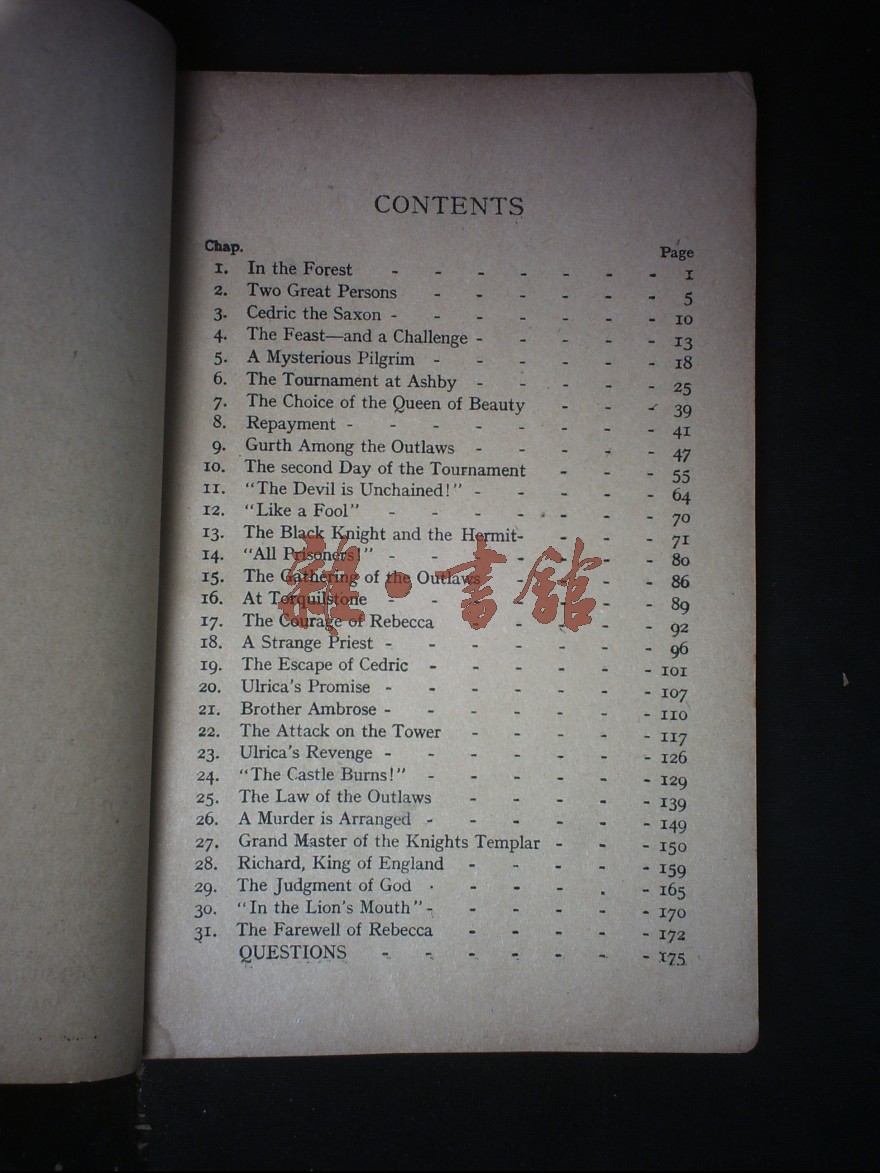 CONTENTS
Chap. Page
1. In the Forest - - - - - - - 1
2. Two Great Persons - - - - - - 5
3. Cedric the Saxon - - - - - - - 10
4. The Feast—and a Challenge - - - - - 13
5. A Mysterious Pilgrim - - - - - - 18
6. The Tournament at Ashby - - - - - 25
7. The Choice of the Queen of Beauty - - - 39
8. Repayment - - - - - - - - 41
9. Gurth Among the Outlaws - - - - - 47
10. The second Day of the Tournament - - - 55
11. "The Devil is Unchained!" - - - - - 64
12. "Like a Fool" - - - - - - - 70
13. The Black Knight and the Hermit- - - - 71
14. "All Prisoners!" - - - - - - - 80
15. The Gathering of the Outlaws - - - - 86
16. At Torquilstone - - - - - - - 89
17. The Courage of Rebecca - - - - - 92
18. A Strange Priest - - - - - - - 96
19. The Escape of Cedric - - - - - - 101
20. Ulrica's Promise - - - - - - - 107
21. Brother Ambrose - - - - - - - 110
22. The Attack on the Tower - - - - - 117
23. Ulrica's Revenge - - - - - - - 126
24. "The Castle Burns!" - - - - - - 129
25. The Law of the Outlaws - - - - - 139
26. A Murder is Arranged - - - - - - 149
27. Grand Master of the Knights Templar - - - 150
28. Richard, King of England - - - - - 159
29. The Judgment of God - - - - - - 165
30. "In the Lion's Mouth" - - - - - - 170
31. The Farewell of Rebecca - - - - - 172
QUESTIONS - - - - - - - 175
雜·書館